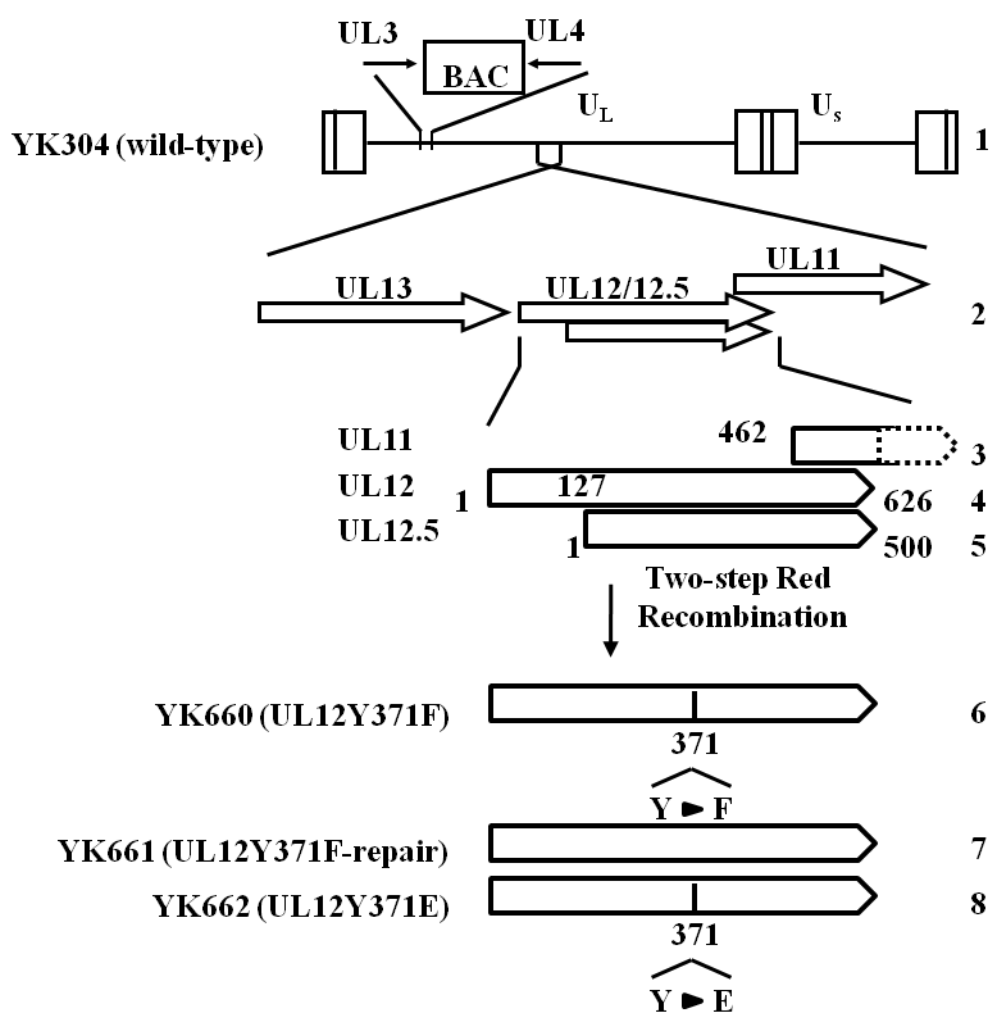 UL3
UL4
BAC
UL
Us
YK304 (wild-type)
1
UL11
UL13
UL12/12.5
2
UL11
462
3
UL12
1
127
626
4
UL12.5
1
500
5
Two-step Red
Recombination
YK660 (UL12Y371F)
6
371
Y ► F
YK661 (UL12Y371F-repair)
7
YK662 (UL12Y371E)
8
371
Y ► E